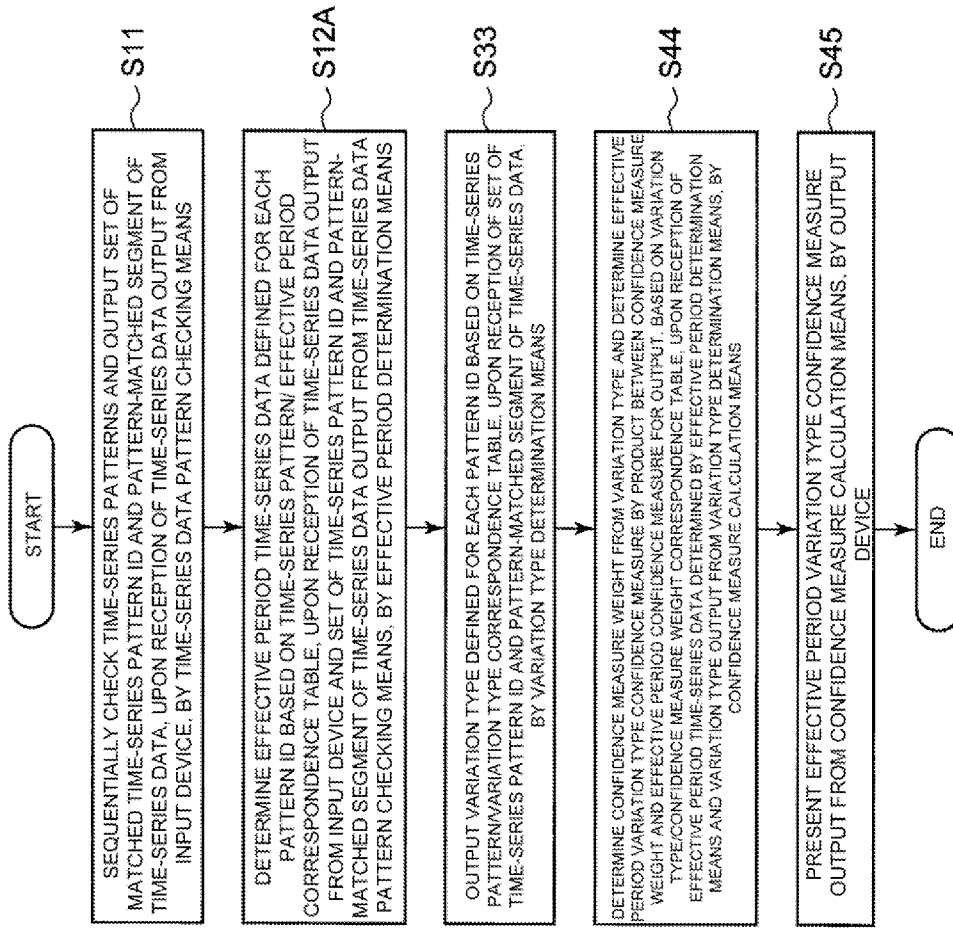 START
SEQUENTIALLY CHECK TIME-SERIES PATTERNS AND OUTPUT SET OF
MATCHED TIME-SERIES PATTERN ID AND PATTERN-MATCHED SEGMENT OF
TIME-SERIES DATA, UPON RECEPTION OF TIME-SERIES DATA OUTPUT FROM
INPUT DEVICE, BY TIME-SERIES DATA PATTERN CHECKING MEANS
S11
DETERMINE EFFECTIVE PERIOD TIME-SERIES DATA DEFINED FOR EACH
PATTERN ID BASED ON TIME-SERIES PATTERN/ EFFECTIVE PERIOD
CORRESPONDENCE TABLE, UPON RECEPTION OF TIME-SERIES DATA OUTPUT
FROM INPUT DEVICE AND SET OF TIME-SERIES PATTERN ID AND PATTERN-
MATCHED SEGMENT OF TIME-SERIES DATA OUTPUT FROM TIME-SERIES DATA
PATTERN CHECKING MEANS, BY EFFECTIVE PERIOD DETERMINATION MEANS
S12A
OUTPUT VARIATION TYPE DEFINED FOR EACH PATTERN ID BASED ON TIME-SERIES
PATTERN/VARIATION TYPE CORRESPONDENCE TABLE, UPON RECEPTION OF SET OF
TIME-SERIES PATTERN ID AND PATTERN-MATCHED SEGMENT OF TIME-SERIES DATA,
BY VARIATION TYPE DETERMINATION MEANS
S33
DETERMINE CONFIDENCE MEASURE WEIGHT FROM VARIATION TYPE AND DETERMINE EFFECTIVE
PERIOD VARIATION TYPE CONFIDENCE MEASURE BY PRODUCT BETWEEN CONFIDENCE MEASURE
WEIGHT AND EFFECTIVE PERIOD CONFIDENCE MEASURE FOR OUTPUT, BASED ON VARIATION
TYPE/CONFIDENCE MEASURE WEIGHT CORRESPONDENCE TABLE, UPON RECEPTION OF
EFFECTIVE PERIOD TIME-SERIES DATA DETERMINED BY EFFECTIVE PERIOD DETERMINATION
MEANS AND VARIATION TYPE OUTPUT FROM VARIATION TYPE DETERMINATION MEANS, BY
CONFIDENCE MEASURE CALCULATION MEANS
S44
PRESENT EFFECTIVE PERIOD VARIATION TYPE CONFIDENCE MEASURE
OUTPUT FROM CONFIDENCE MEASURE CALCULATION MEANS, BY OUTPUT
DEVICE
S45
END